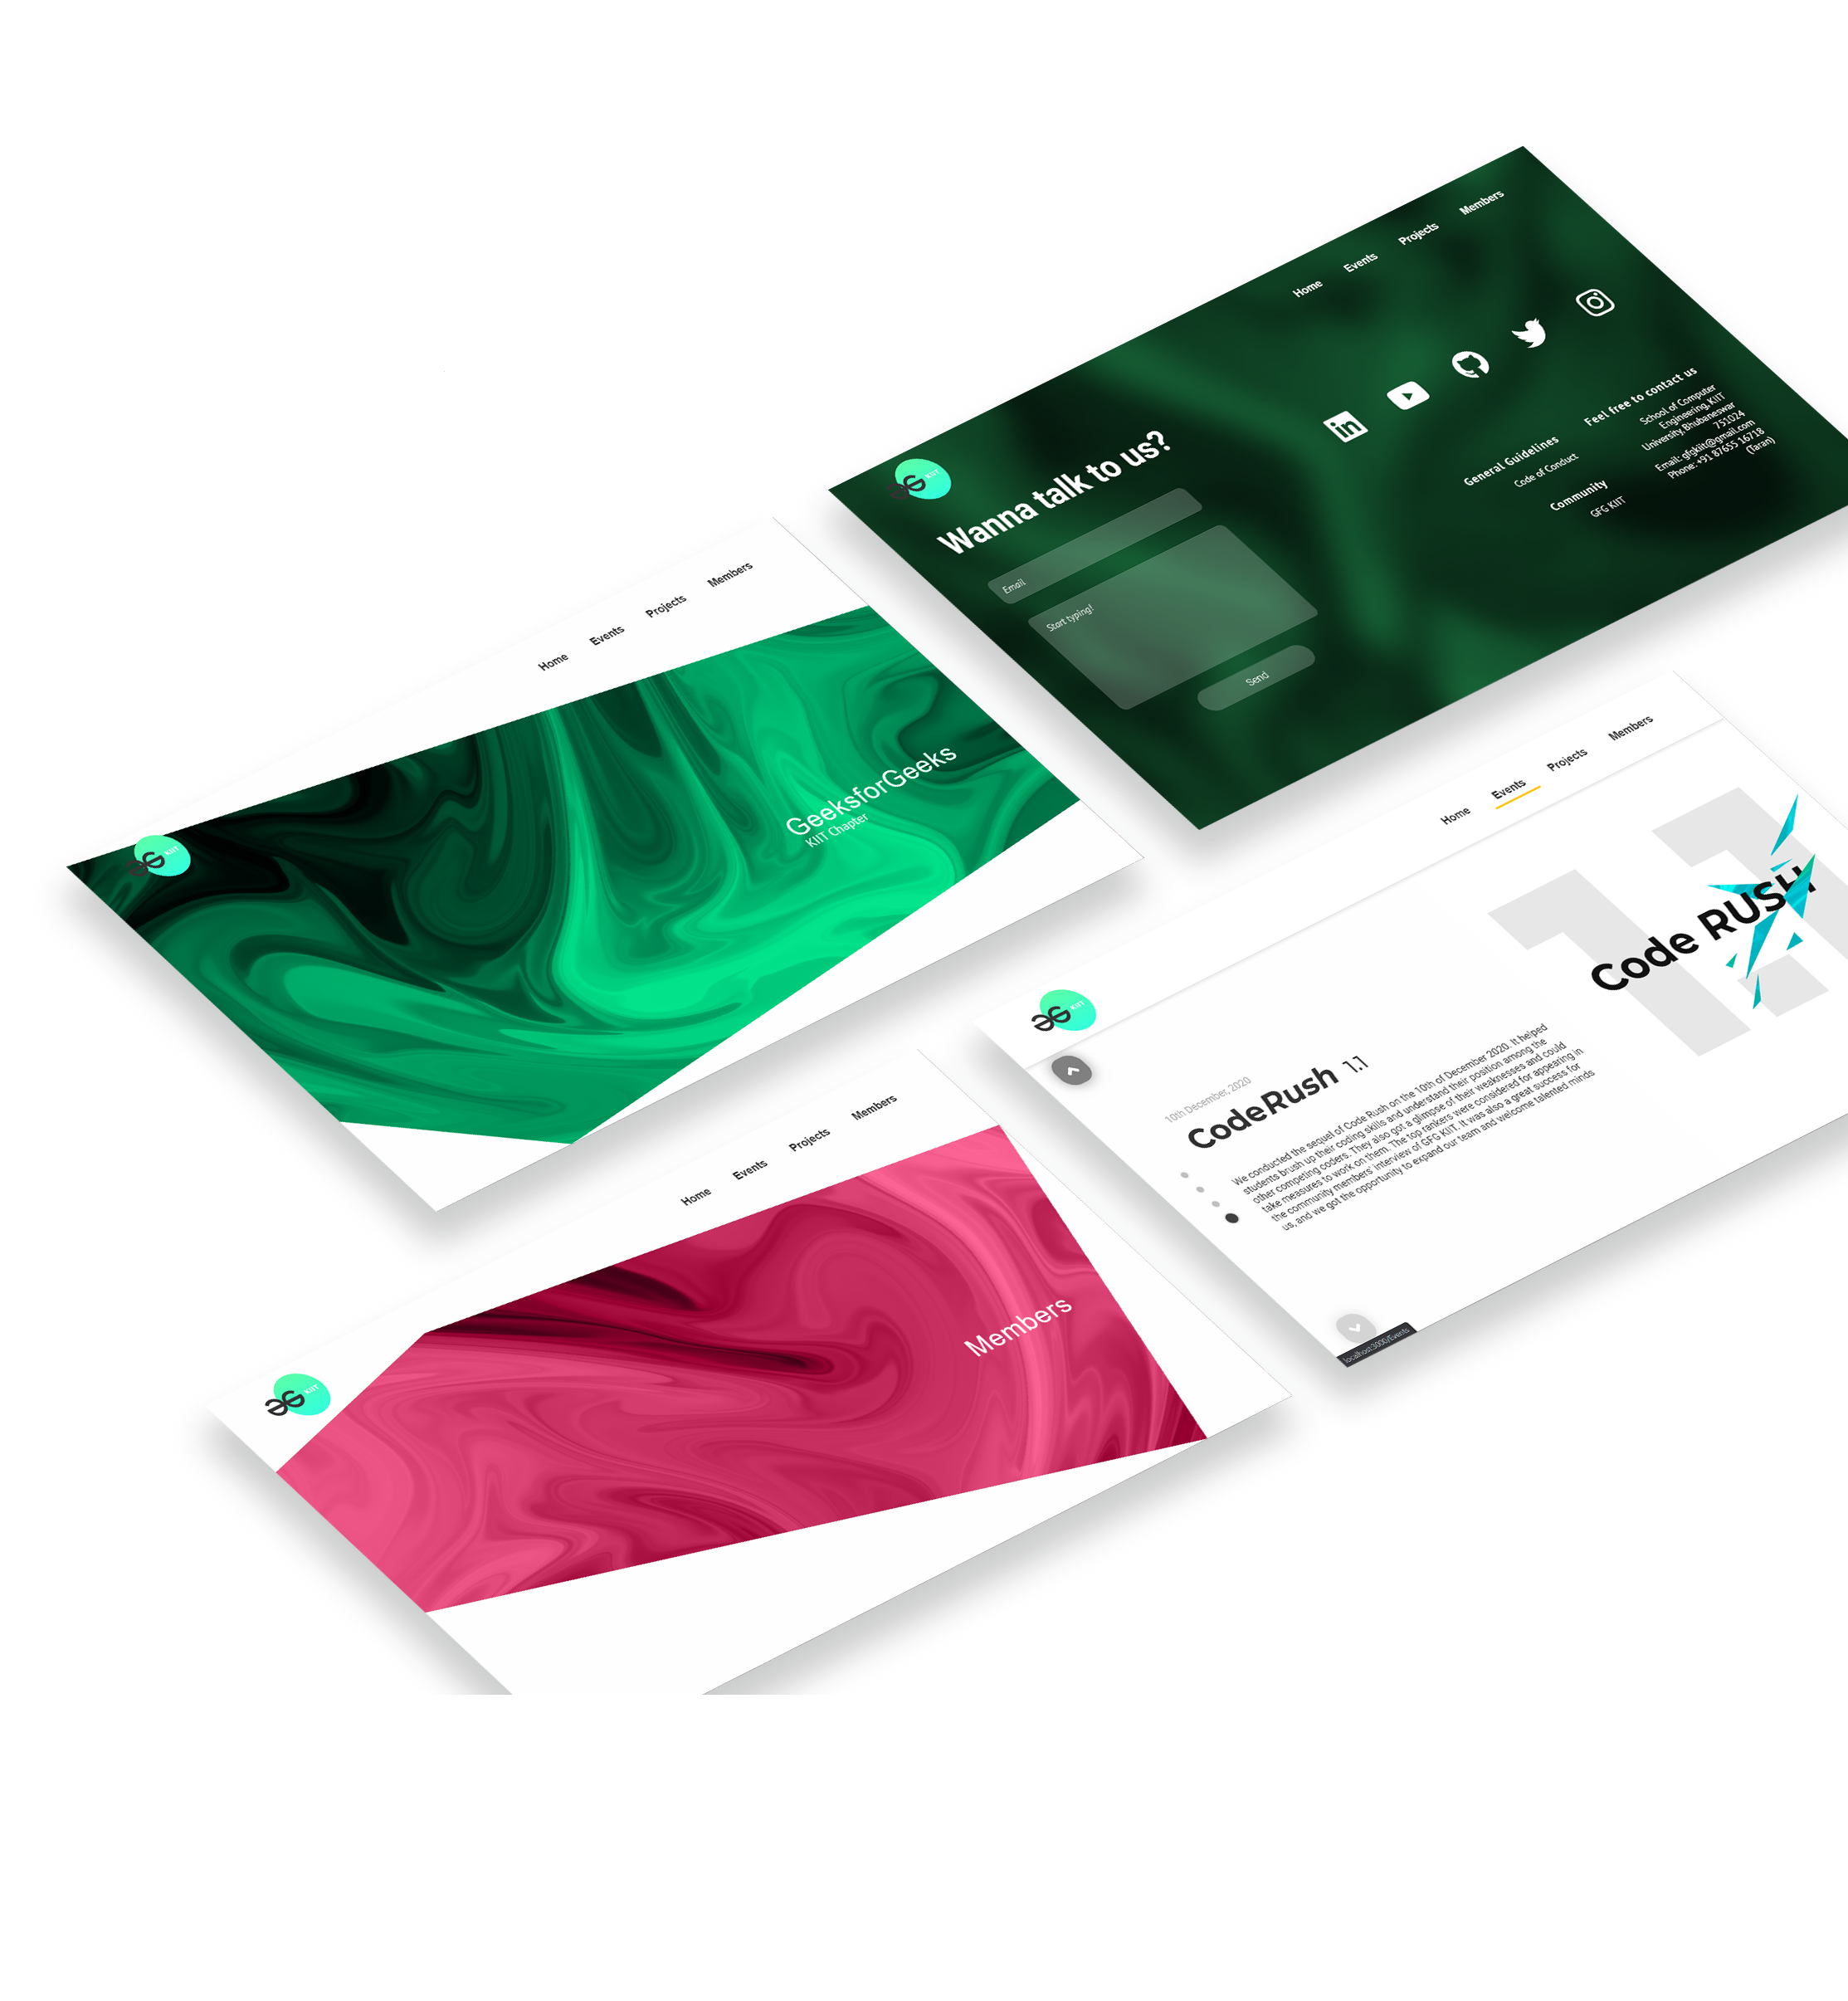 Home Events Projects Members
KIIT
Wanna talk to us?
Email
Start typing!
Send
General Guidelines
Code of Conduct
Community
GFG KIIT
Feel free to contact us
School of Computer
Engineering, KIIT
University, Bhubaneswar
751024
Email: gfgkiit@gmail.com
Phone: +91 87655 16718
(Taran)
Home Events Projects Members
KIIT
GeeksforGeeks
KIIT Chapter
Home Events Projects Members
KIIT
10th December, 2020
CodeRush 1.1
We conducted the sequel of Code Rush on the 10th of December 2020. It helped
students brush up their coding skills and understand their position among the
other competing coders. They also got a glimpse of their weaknesses and could
take measures to work on them. The top rankers were considered for appearing in
the community members' interview of GFG KIIT. It was also a great success for
us, and we got the opportunity to expand our team and welcome talented minds
1.1
Code RUSH
localhost:3000/Events
Home Events Projects Members
KIIT
Members